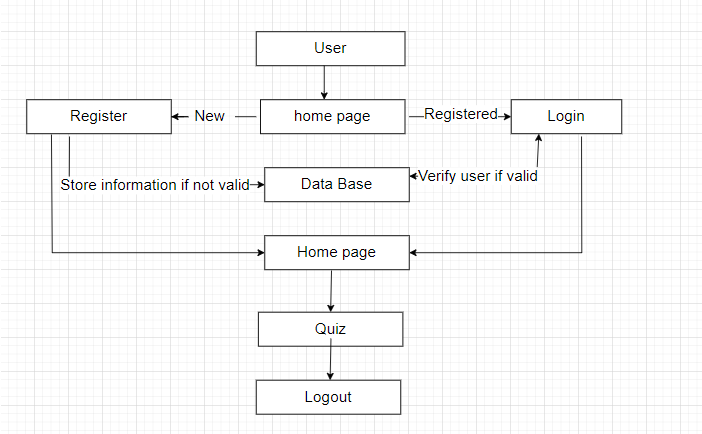 User
Register
New
home page
Registered
Login
Store information if not valid
Data Base
Verify user if valid
Home page
Quiz
Logout